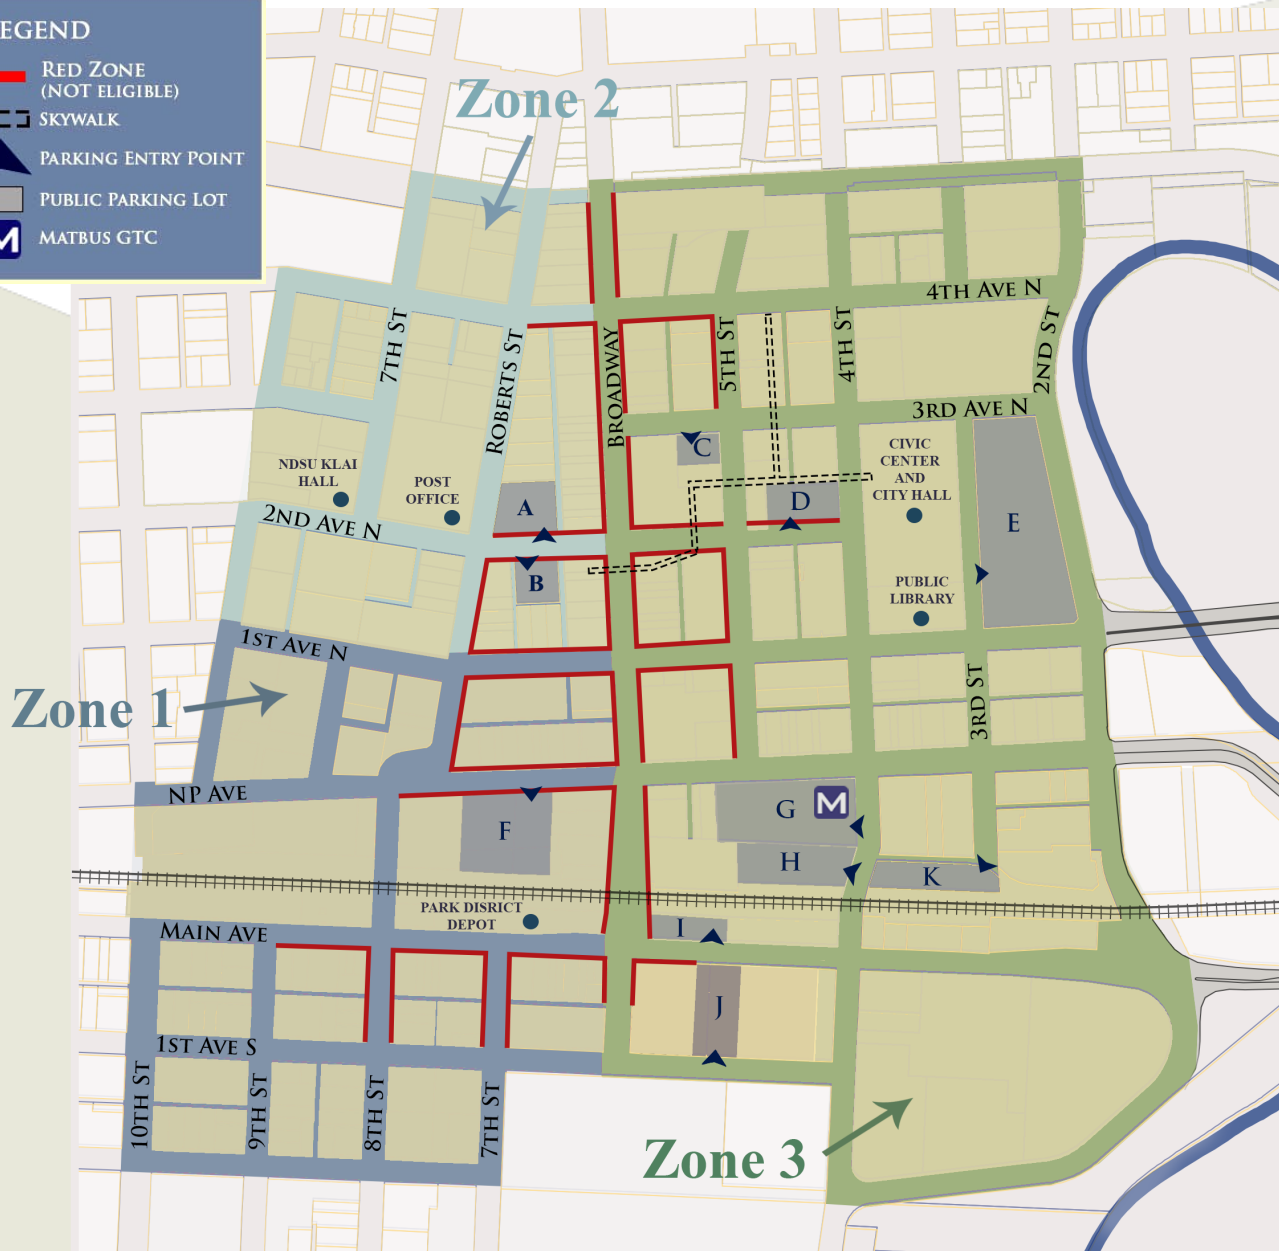 EGEND
RED ZONE
(NOT ELIGIBLE)
SKYWALK
PARKING ENTRY POINT
PUBLIC PARKING LOT
M MATBUS GTC
Zone 2
4TH AVE N
7TH ST
ROBERTS ST
BROADWAY
5TH ST
4TH ST
2ND ST
3RD AVE N
C
CIVIC
CENTER
AND
CITY HALL
NDSU KLAI
HALL
POST
OFFICE
A
D
E
2ND AVE N
B
PUBLIC
LIBRARY
1ST AVE N
Zone 1
3RD ST
NP AVE
F
G
M
H
K
PARK DISRICT
DEPOT
I
MAIN AVE
J
1ST AVE S
10TH ST
9TH ST
8TH ST
7TH ST
Zone 3